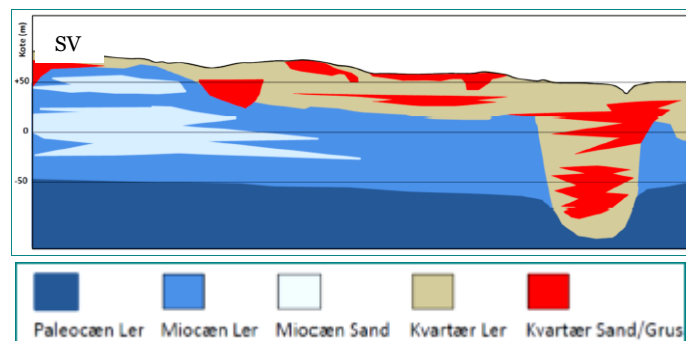 Kote (m)
SV
+50
0
-50
Paleocæn Ler
Miocæn Ler
Miocæn Sand
Kvartær Ler
Kvartær Sand/Grus